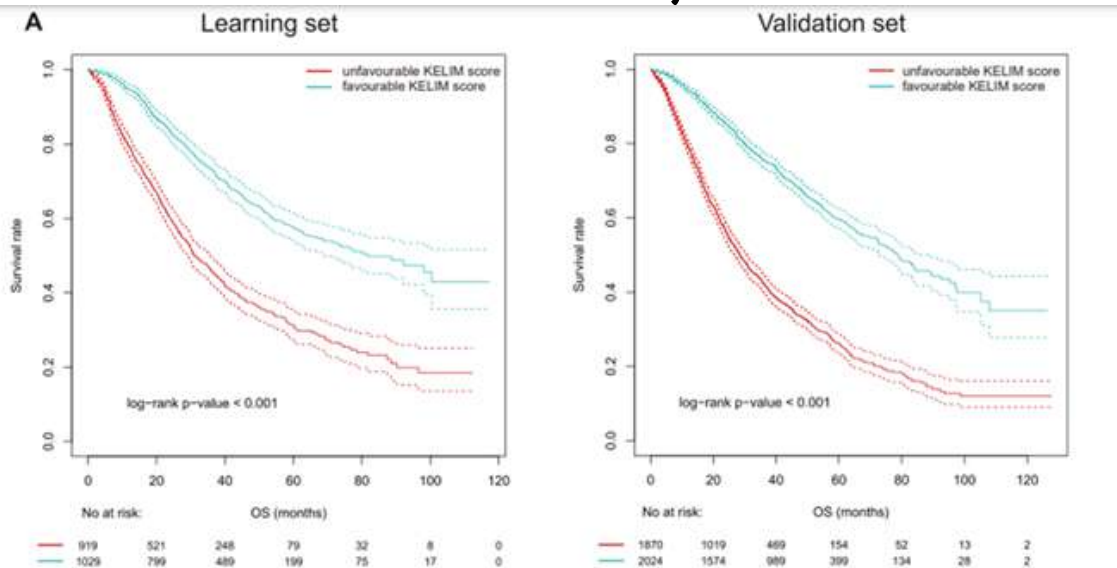 A
Learning set
Validation set
unfavourable KELIM score
favourable KELIM score
Survival rate
1.0
0.8
0.6
0.4
0.2
0.0
log-rank p-value < 0.001
0 20 40 60 80 100 120
No at risk: OS (months)
919 521 248 79 32 8 0
1029 799 489 199 75 17 0
unfavourable KELIM score
favourable KELIM score
Survival rate
1.0
0.8
0.6
0.4
0.2
0.0
log-rank p-value < 0.001
0 20 40 60 80 100 120
No at risk: OS (months)
1870 1019 469 154 52 13 2
2024 1574 989 399 134 28 2